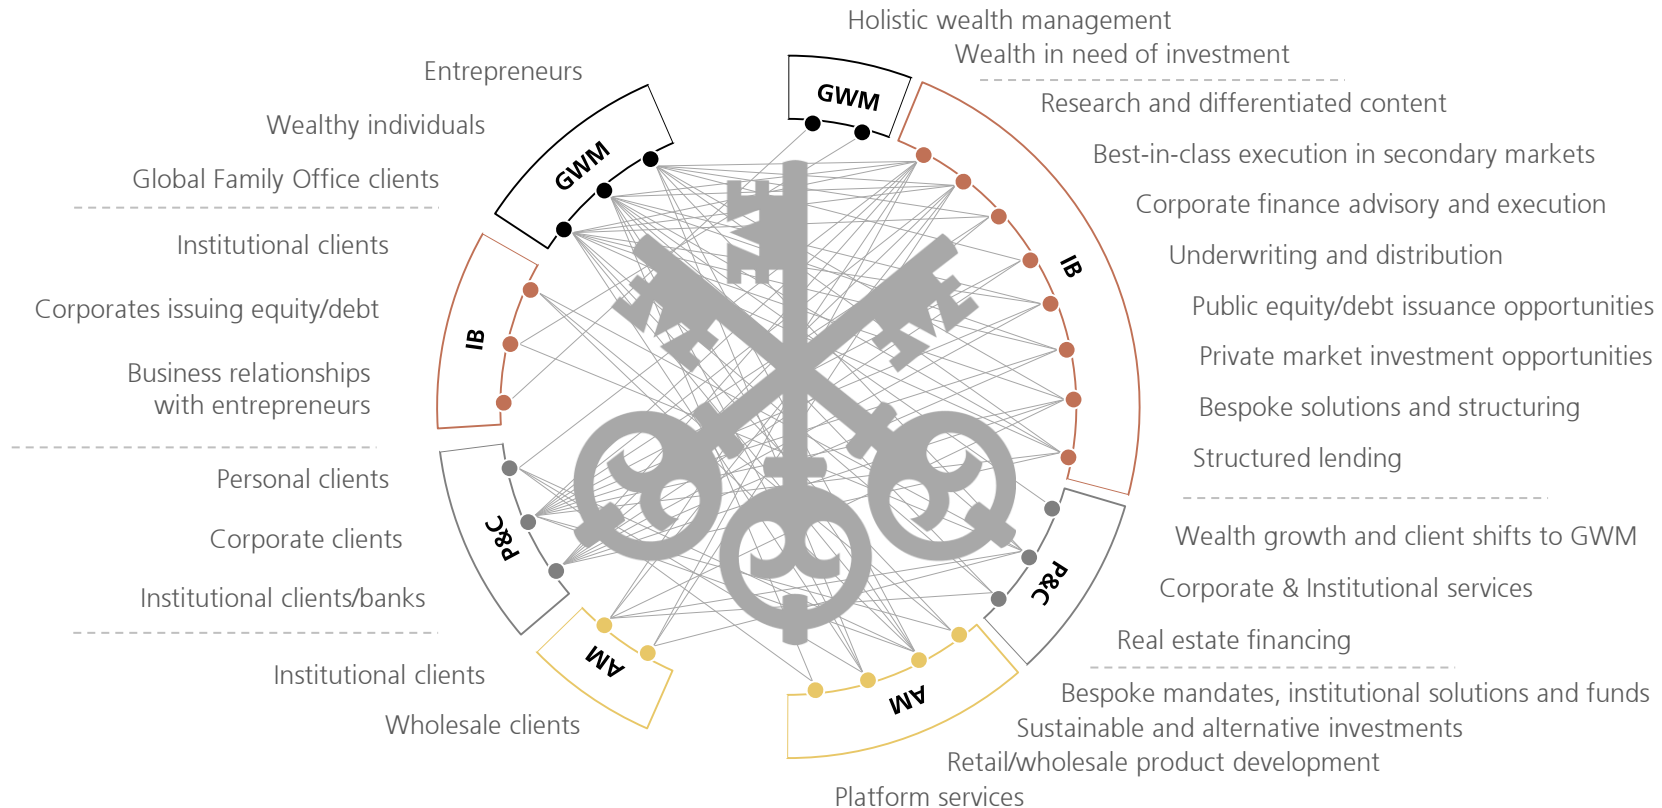 Holistic wealth management
Wealth in need of investment
GWM
Research and differentiated content
Best-in-class execution in secondary markets
Corporate finance advisory and execution
Underwriting and distribution
Public equity/debt issuance opportunities
Private market investment opportunities
Bespoke solutions and structuring
Structured lending
IB
Wealth growth and client shifts to GWM
Corporate & Institutional services
Real estate financing
P&C
Bespoke mandates, institutional solutions and funds
Sustainable and alternative investments
Retail/wholesale product development
Platform services
AM
Entrepreneurs
Wealthy individuals
Global Family Office clients
GWM
Institutional clients
Corporates issuing equity/debt
Business relationships
with entrepreneurs
IB
Personal clients
Corporate clients
Institutional clients/banks
P&C
Institutional clients
Wholesale clients
AM